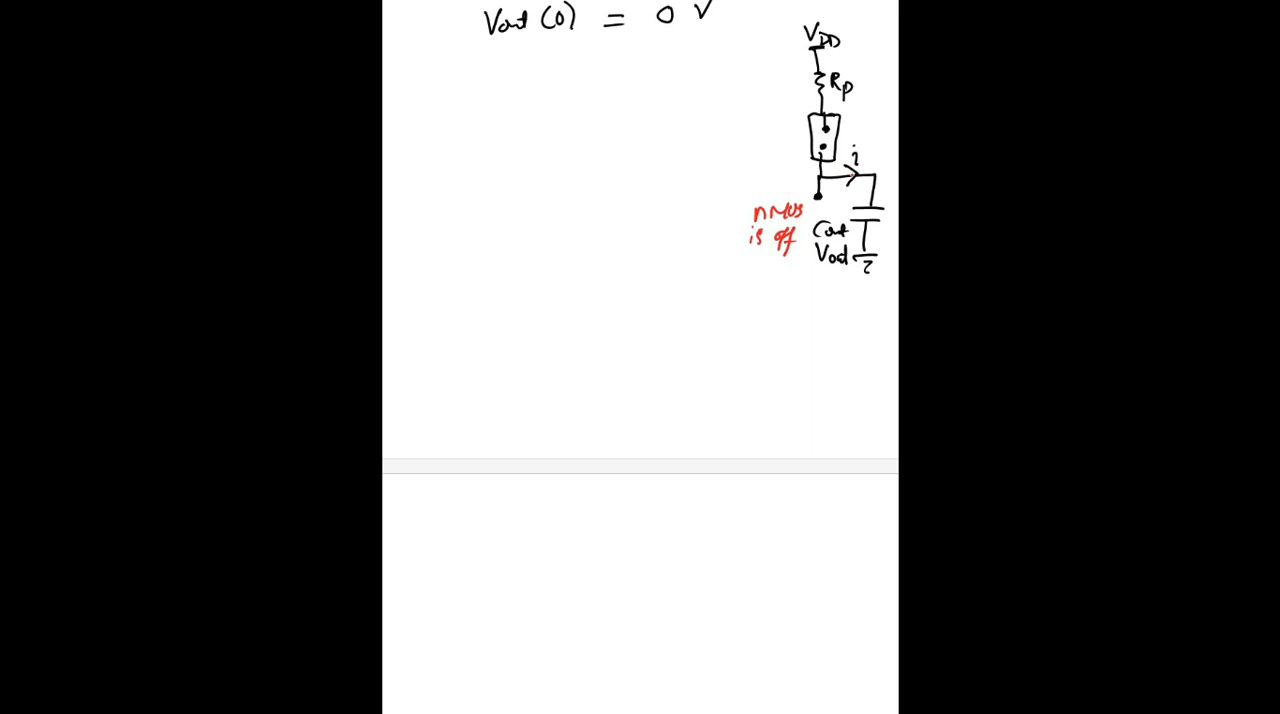 Vout (0) = 0 V
VDD
Rp
i
nMOS
is off
Cout
Vout